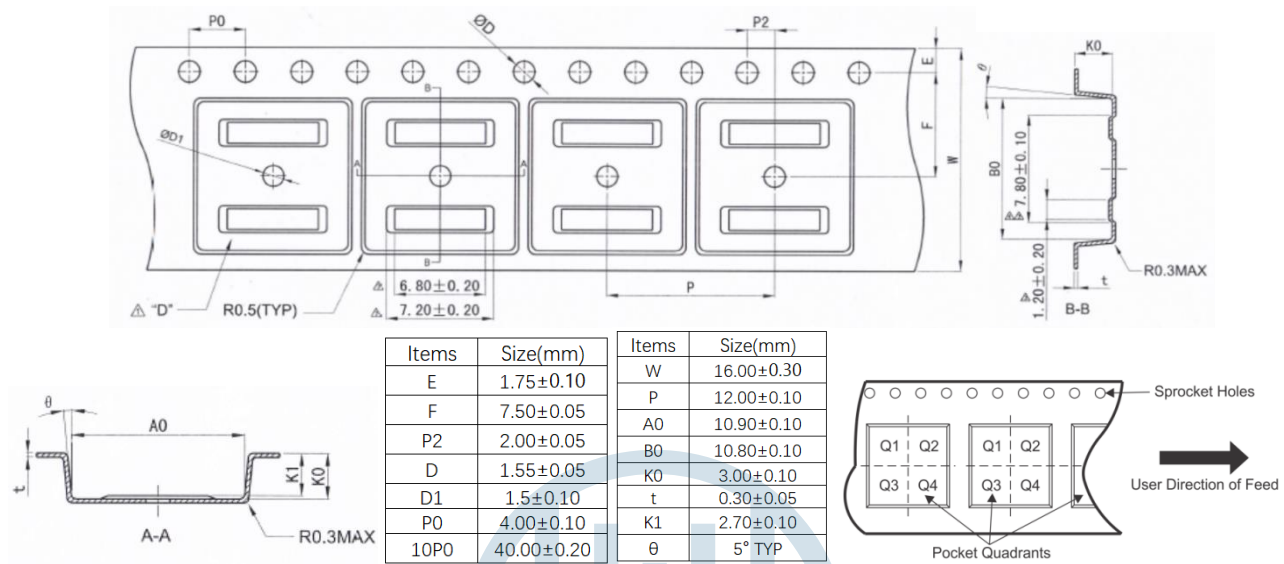 P0
ØD
P2
E
K0
θ
B
ØD1
A
A
F
W
B0
7.80±0.10
B
6.80±0.20
7.20±0.20
"D"
R0.5(TYP)
P
1.20±0.20
R0.3MAX
t
B-B
Items Size(mm)
E 1.75±0.10
F 7.50±0.05
P2 2.00±0.05
D 1.55±0.05
D1 1.5±0.10
P0 4.00±0.10
10P0 40.00±0.20
Items Size(mm)
W 16.00±0.30
P 12.00±0.10
A0 10.90±0.10
B0 10.80±0.10
K0 3.00±0.10
t 0.30±0.05
K1 2.70±0.10
θ 5° TYP
θ
A0
t
K1
K0
A-A
R0.3MAX
Sprocket Holes
Q1 Q2 Q1 Q2
Q3 Q4 Q3 Q4
User Direction of Feed
Pocket Quadrants